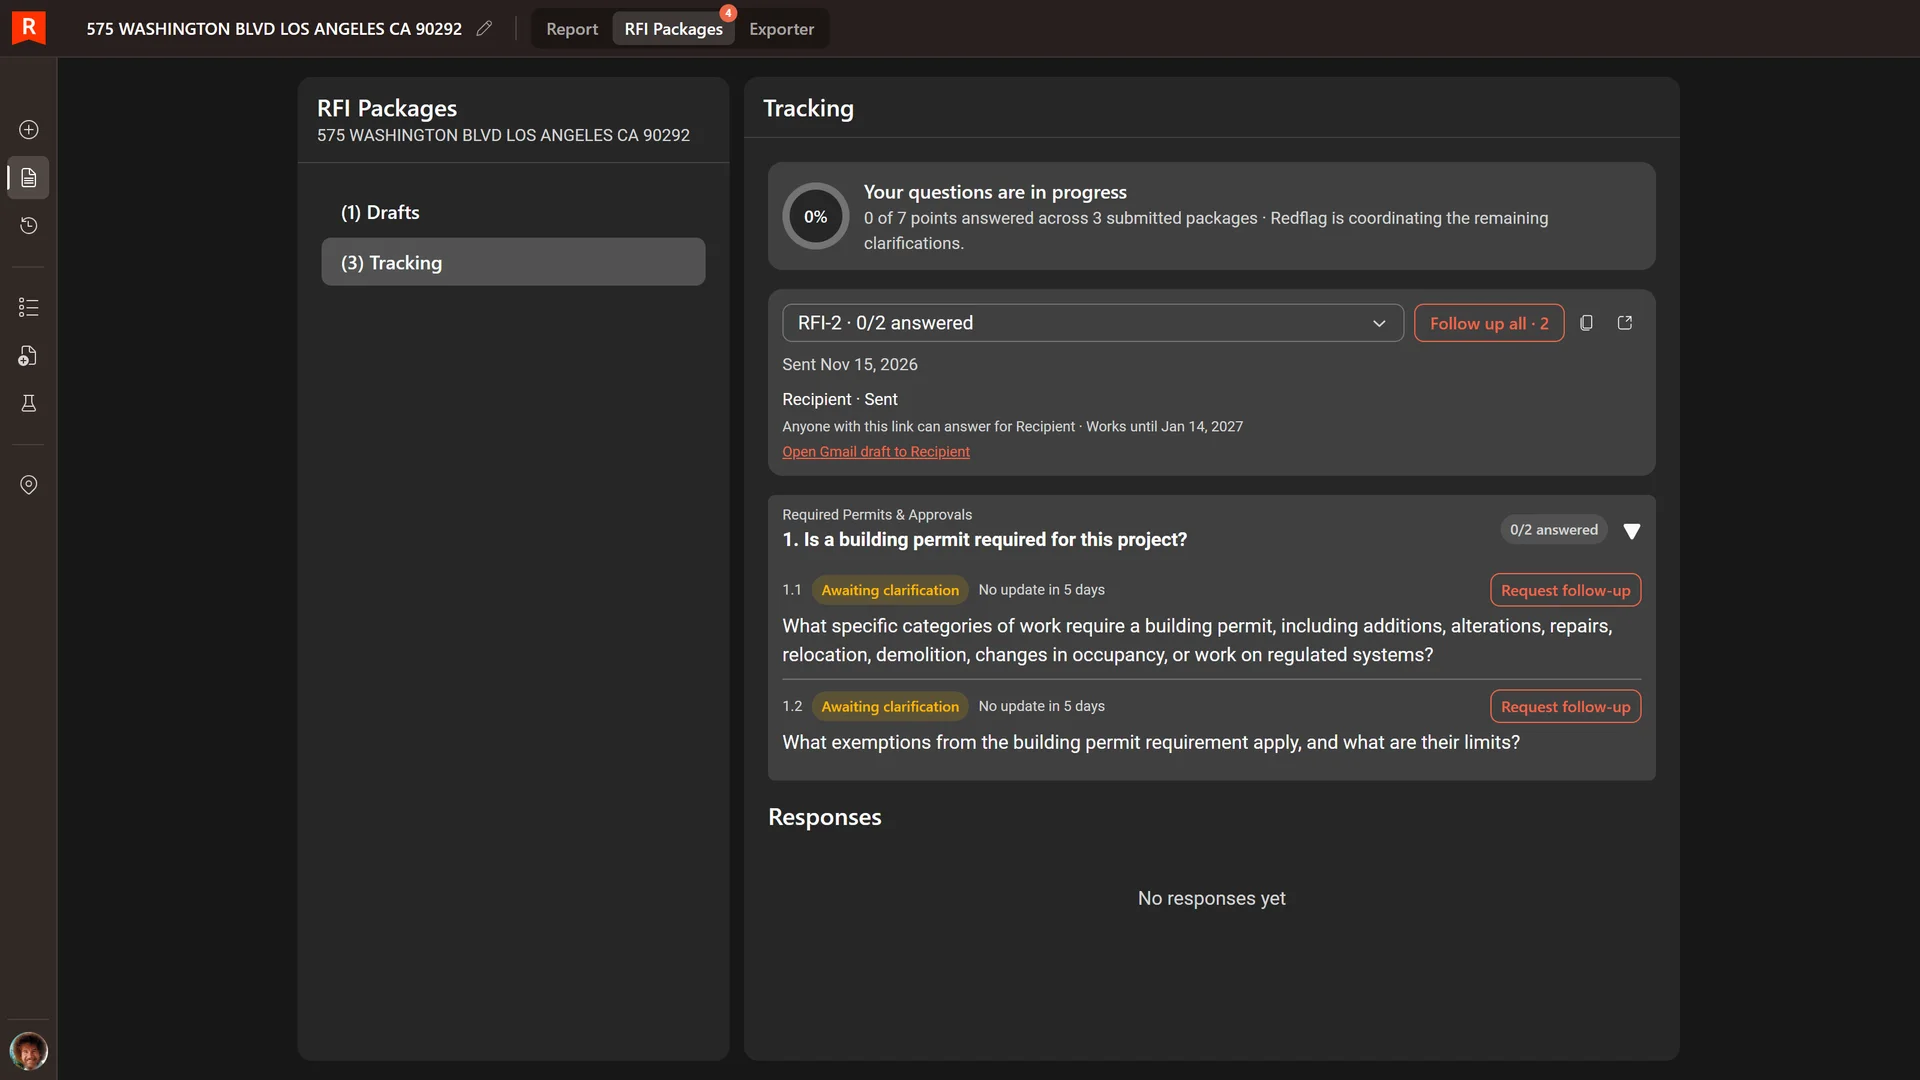 R
575 WASHINGTON BLVD LOS ANGELES CA 90292
Report
RFI Packages
4
Exporter
RFI Packages
575 WASHINGTON BLVD LOS ANGELES CA 90292
(1) Drafts
(3) Tracking
Tracking
0%
Your questions are in progress
0 of 7 points answered across 3 submitted packages · Redflag is coordinating the remaining
clarifications.
RFI-2 · 0/2 answered
Follow up all · 2
Sent Nov 15, 2026
Recipient · Sent
Anyone with this link can answer for Recipient · Works until Jan 14, 2027
Open Gmail draft to Recipient
Required Permits & Approvals
1. Is a building permit required for this project?
0/2 answered
1.1 Awaiting clarification No update in 5 days
Request follow-up
What specific categories of work require a building permit, including additions, alterations, repairs,
relocation, demolition, changes in occupancy, or work on regulated systems?
1.2 Awaiting clarification No update in 5 days
Request follow-up
What exemptions from the building permit requirement apply, and what are their limits?
Responses
No responses yet